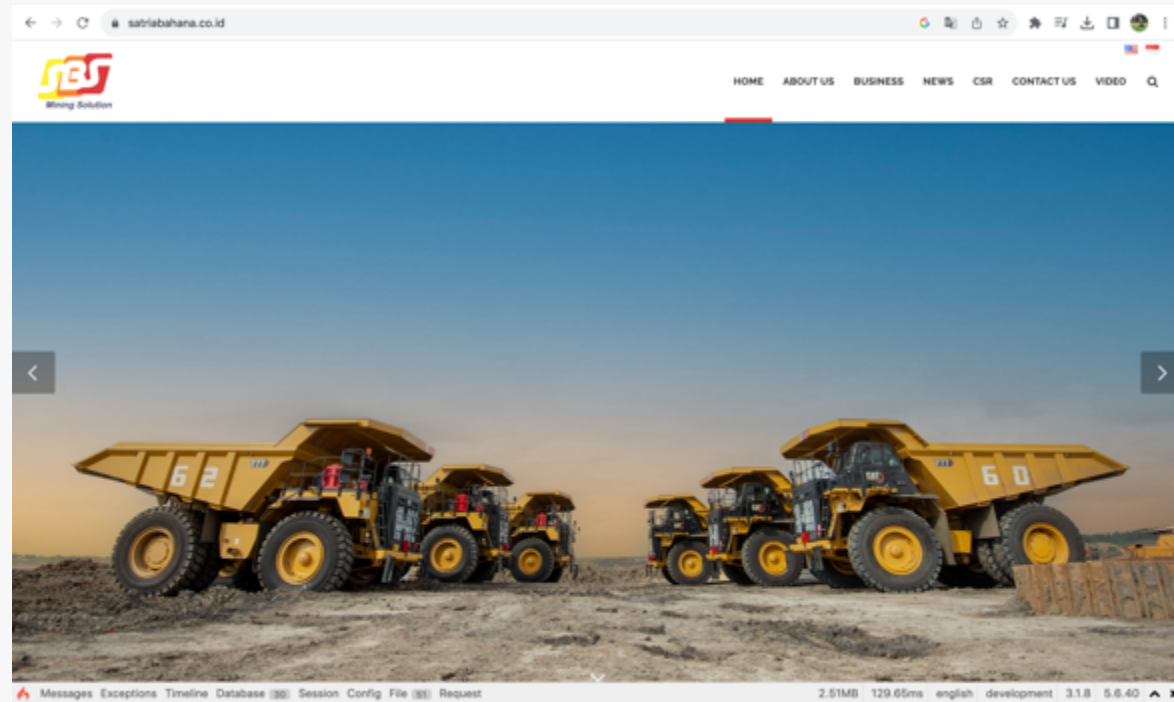 satriabahana.co.id
SBS
Mining Solution
HOME ABOUT US BUSINESS NEWS CSR CONTACT US VIDEO
62
60
CAT
Messages Exceptions Timeline Database 30 Session Config File 51 Request 2.51MB 129.65ms english development 3.1.8 5.6.40